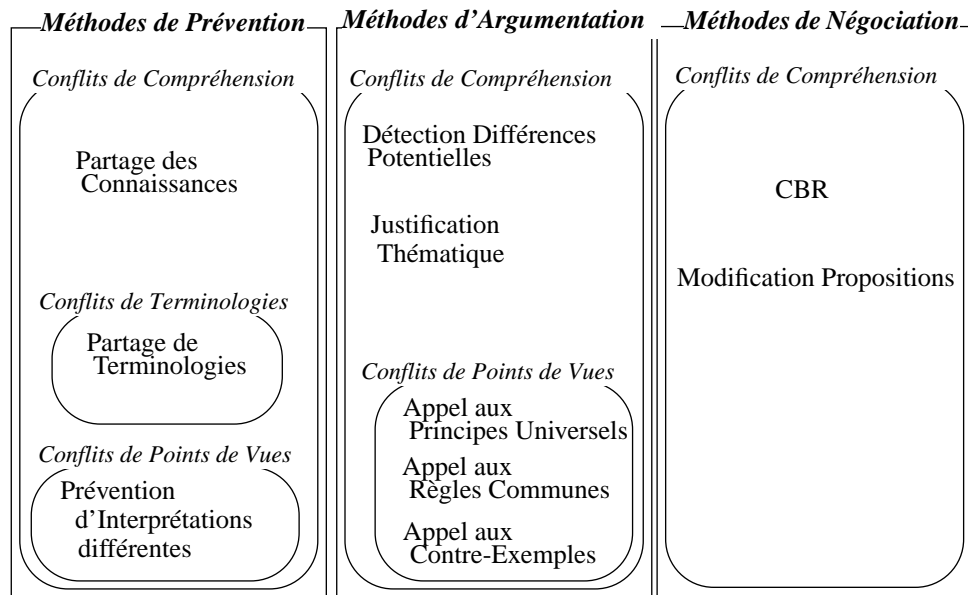 Méthodes de Prévention
Conflits de Compréhension
Partage des
Connaissances
Conflits de Terminologies
Partage de
Terminologies
Conflits de Points de Vues
Prévention
d'Interprétations
différentes
Méthodes d'Argumentation
Conflits de Compréhension
Détection Différences
Potentielles
Justification
Thématique
Conflits de Points de Vues
Appel aux
Principes Universels
Appel aux
Règles Communes
Appel aux
Contre-Exemples
Méthodes de Négociation
Conflits de Compréhension
CBR
Modification Propositions